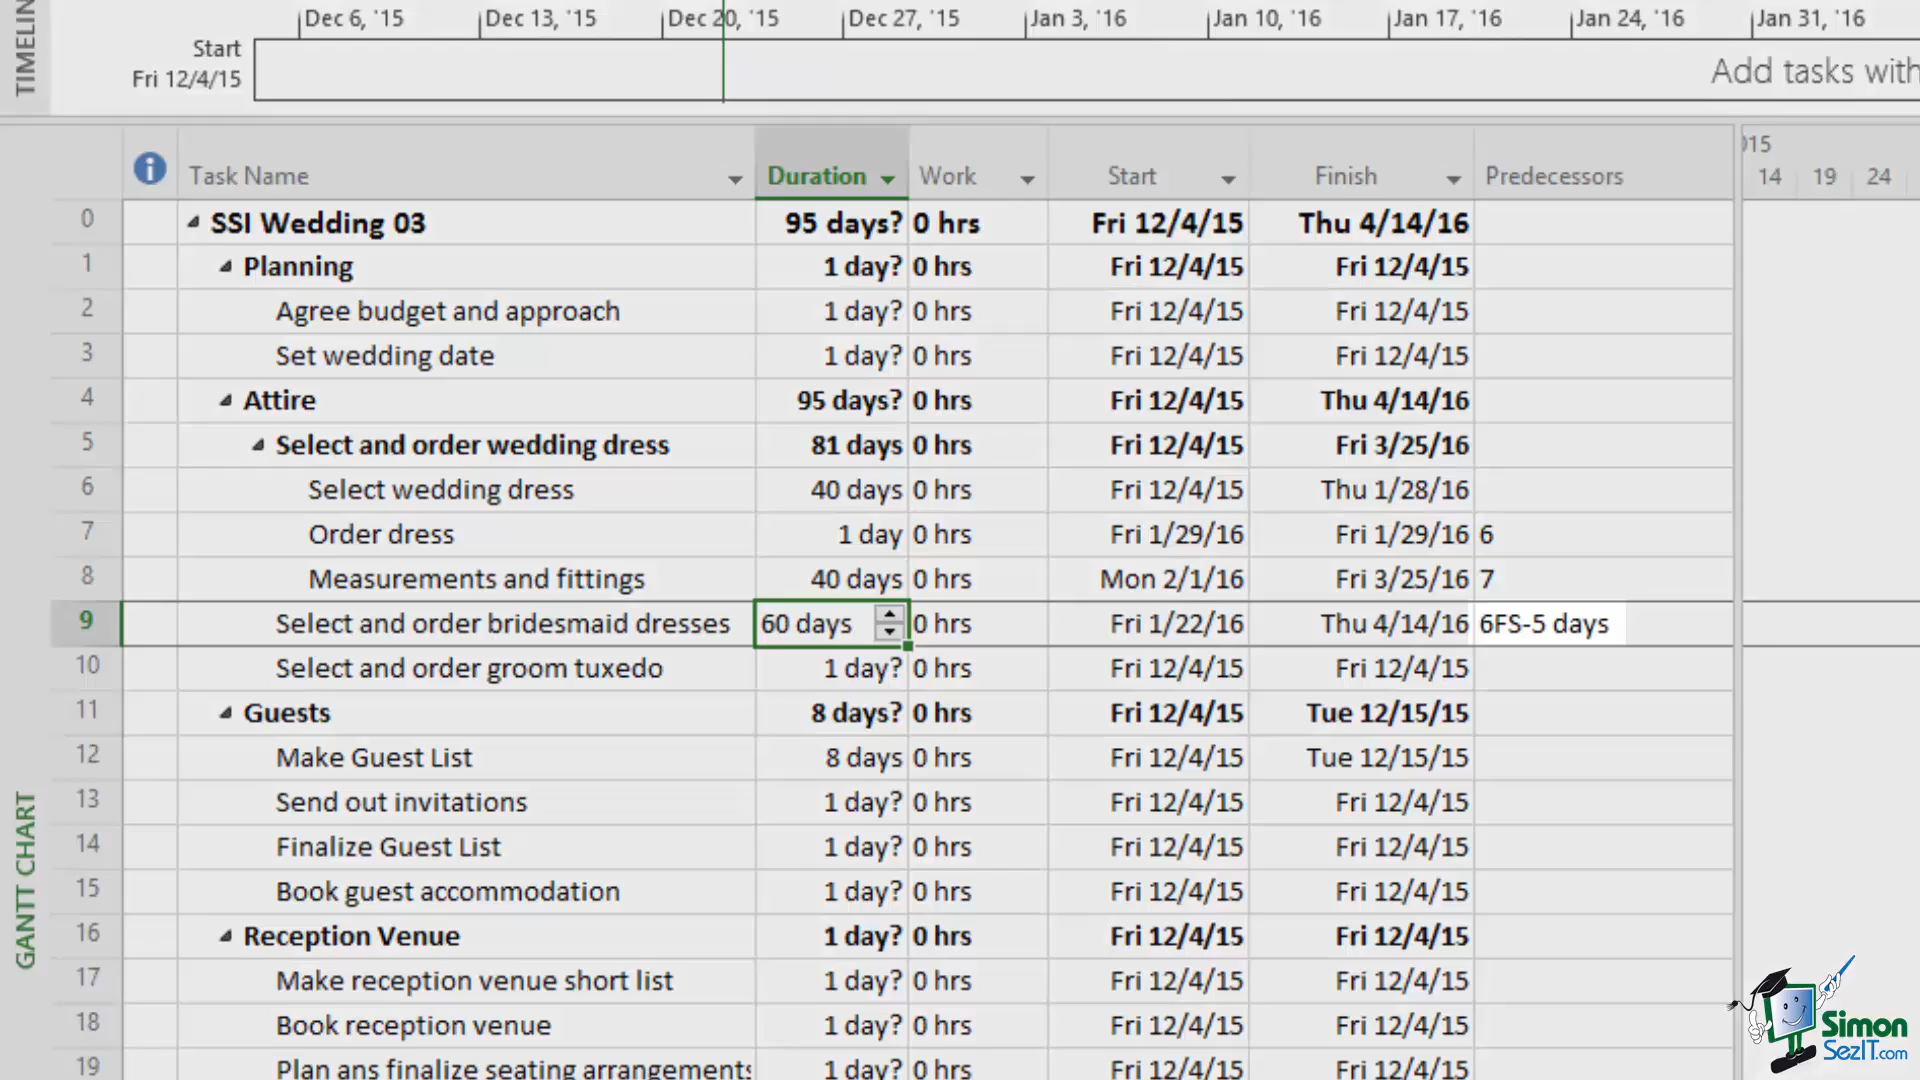 TIMELIN
Dec 6, '15 Dec 13, '15 Dec 20, '15 Dec 27, '15 Jan 3, '16 Jan 10, '16 Jan 17, '16 Jan 24, '16 Jan 31, '16
Start
Fri 12/4/15
Add tasks with
Task Name Duration Work Start Finish Predecessors
015
14 19 24
0 SSI Wedding 03 95 days? 0 hrs Fri 12/4/15 Thu 4/14/16
1 Planning 1 day? 0 hrs Fri 12/4/15 Fri 12/4/15
2 Agree budget and approach 1 day? 0 hrs Fri 12/4/15 Fri 12/4/15
3 Set wedding date 1 day? 0 hrs Fri 12/4/15 Fri 12/4/15
4 Attire 95 days? 0 hrs Fri 12/4/15 Thu 4/14/16
5 Select and order wedding dress 81 days 0 hrs Fri 12/4/15 Fri 3/25/16
6 Select wedding dress 40 days 0 hrs Fri 12/4/15 Thu 1/28/16
7 Order dress 1 day 0 hrs Fri 1/29/16 Fri 1/29/16 6
8 Measurements and fittings 40 days 0 hrs Mon 2/1/16 Fri 3/25/16 7
9 Select and order bridesmaid dresses 60 days 0 hrs Fri 1/22/16 Thu 4/14/16 6FS-5 days
10 Select and order groom tuxedo 1 day? 0 hrs Fri 12/4/15 Fri 12/4/15
11 Guests 8 days? 0 hrs Fri 12/4/15 Tue 12/15/15
12 Make Guest List 8 days 0 hrs Fri 12/4/15 Tue 12/15/15
13 Send out invitations 1 day? 0 hrs Fri 12/4/15 Fri 12/4/15
14 Finalize Guest List 1 day? 0 hrs Fri 12/4/15 Fri 12/4/15
15 Book guest accommodation 1 day? 0 hrs Fri 12/4/15 Fri 12/4/15
16 Reception Venue 1 day? 0 hrs Fri 12/4/15 Fri 12/4/15
17 Make reception venue short list 1 day? 0 hrs Fri 12/4/15 Fri 12/4/15
18 Book reception venue 1 day? 0 hrs Fri 12/4/15 Fri 12/4/15
19 Plan ans finalize seating arrangements 1 day? 0 hrs Fri 12/4/15 Fri 12/4/15
GANTT CHART
Simon
SezIT.com